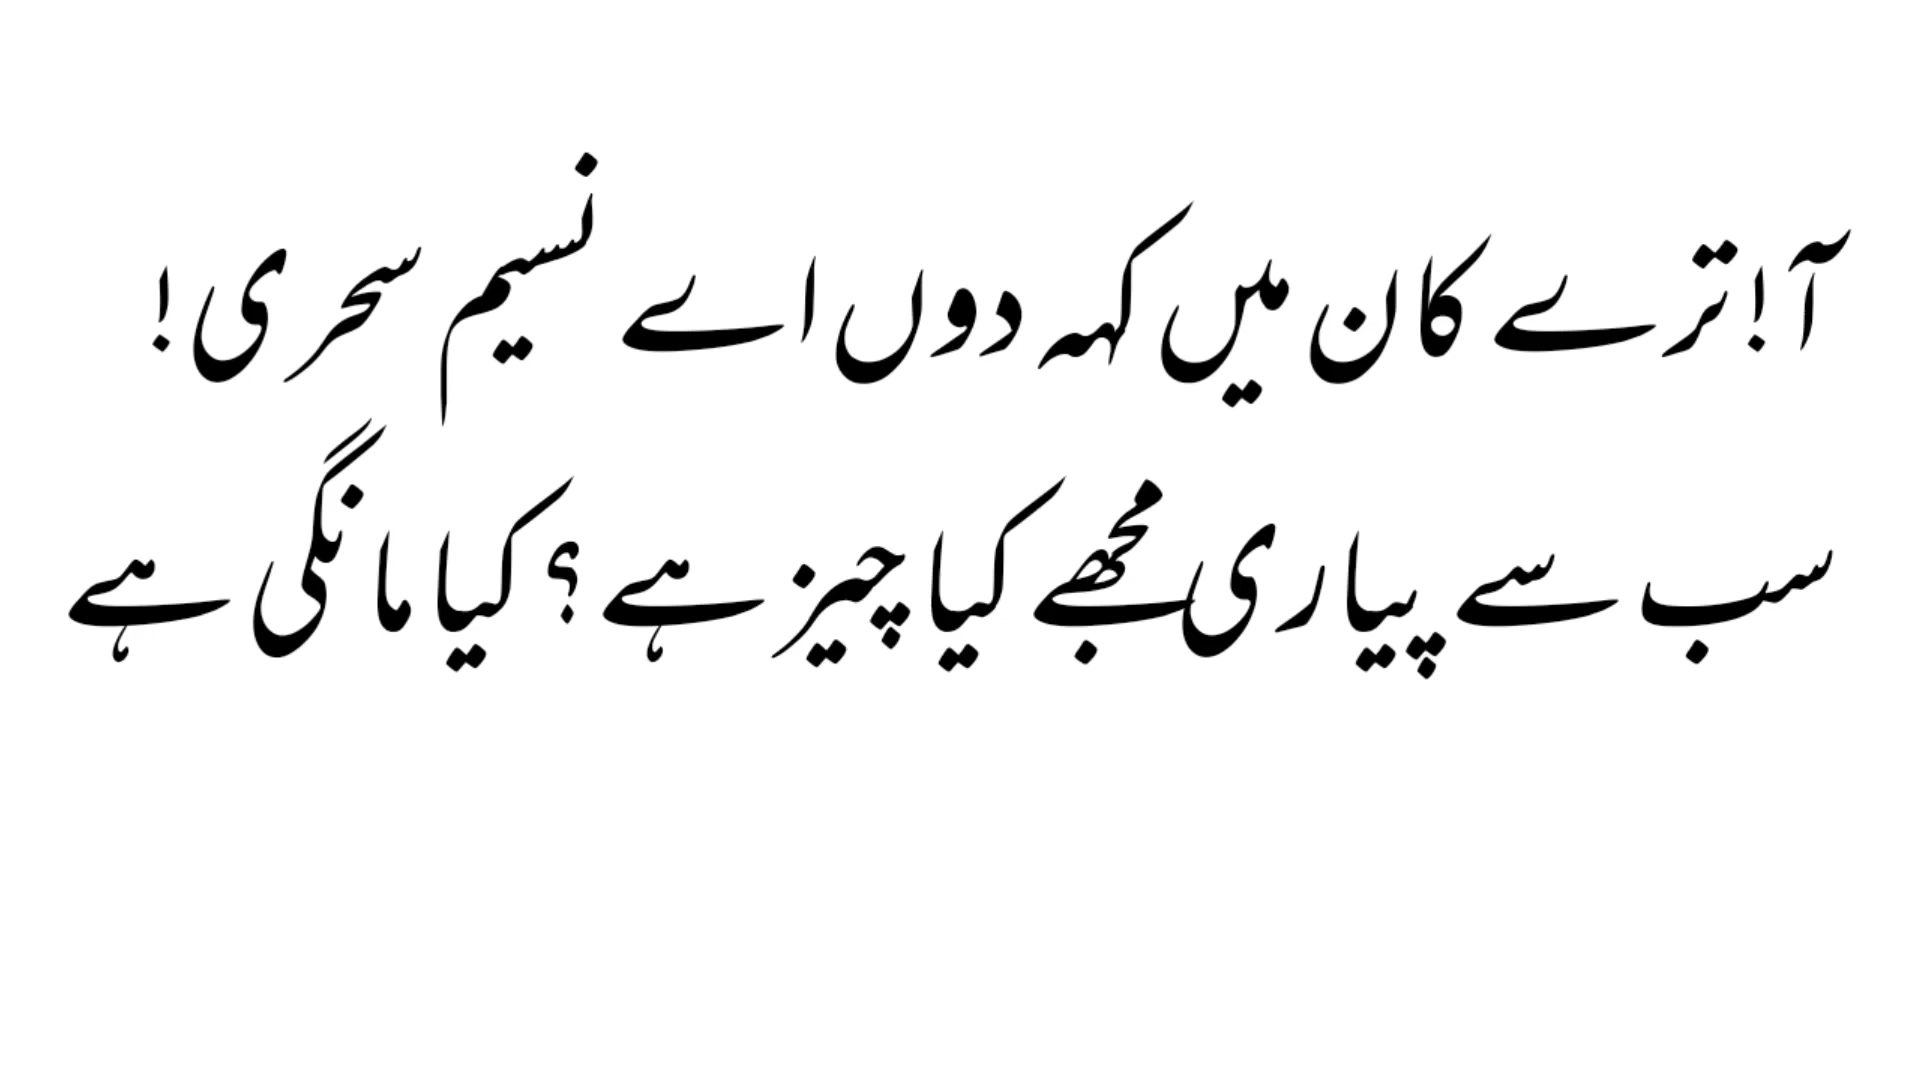 آ! ترے کان میں کہہ دوں اے نسیم سحری!
سب سے پیاری مجھے کیا چیز ہے؟ کیا مانگی ہے